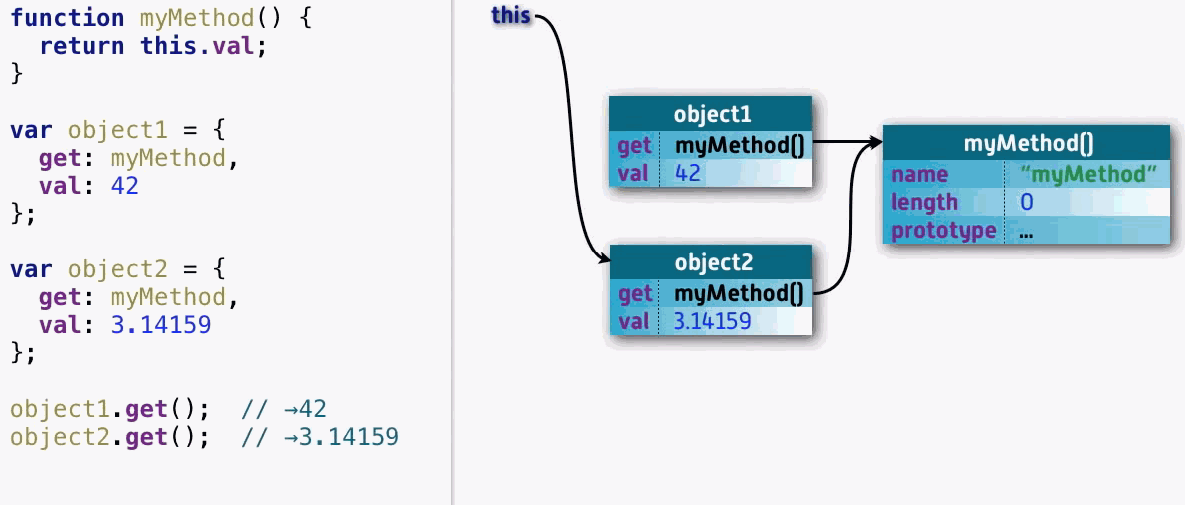 function myMethod() {
  return this.val;
}
var object1 = {
  get: myMethod,
  val: 42
};
var object2 = {
  get: myMethod,
  val: 3.14159
};
object1.get();  // →42
object2.get();  // →3.14159
this
object1
get myMethod()
val 42
object2
get myMethod()
val 3.14159
myMethod()
name "myMethod"
length 0
prototype ...